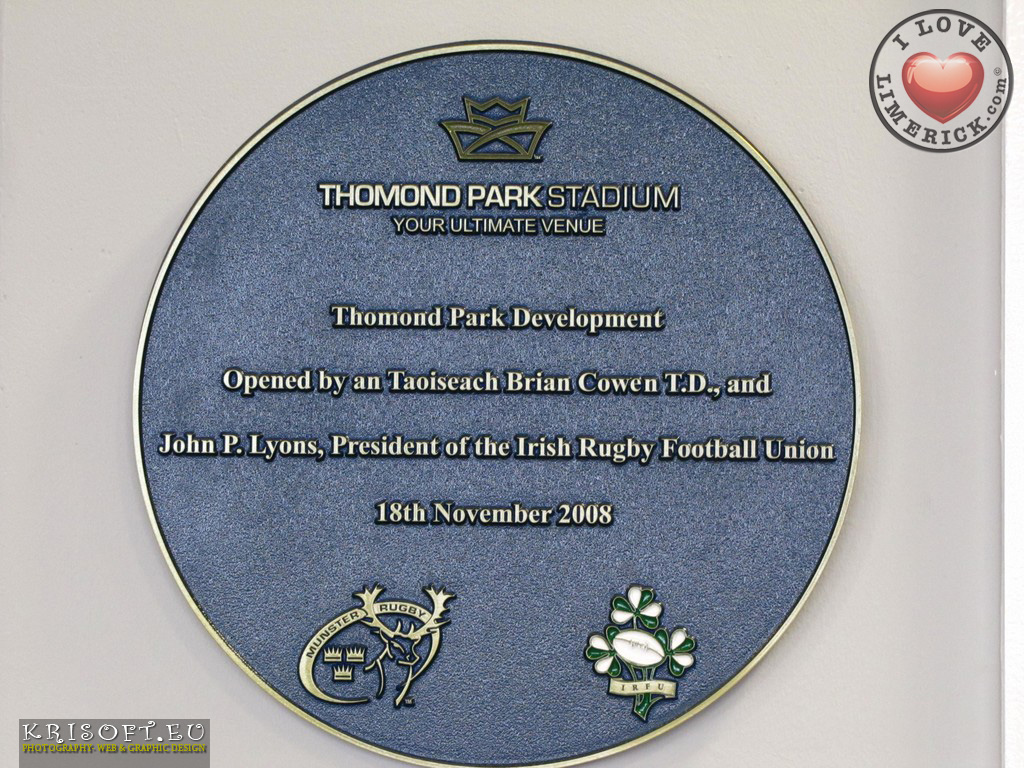 I LOVE
LIMERICK.com©
THOMOND PARK STADIUM
YOUR ULTIMATE VENUE
Thomond Park Development
Opened by an Taoiseach Brian Cowen T.D., and
John P. Lyons, President of the Irish Rugby Football Union
18th November 2008
MUNSTER RUGBY
IRFU
KRISOFT.EU
PHOTOGRAPHY- WEB & GRAPHIC DESIGN